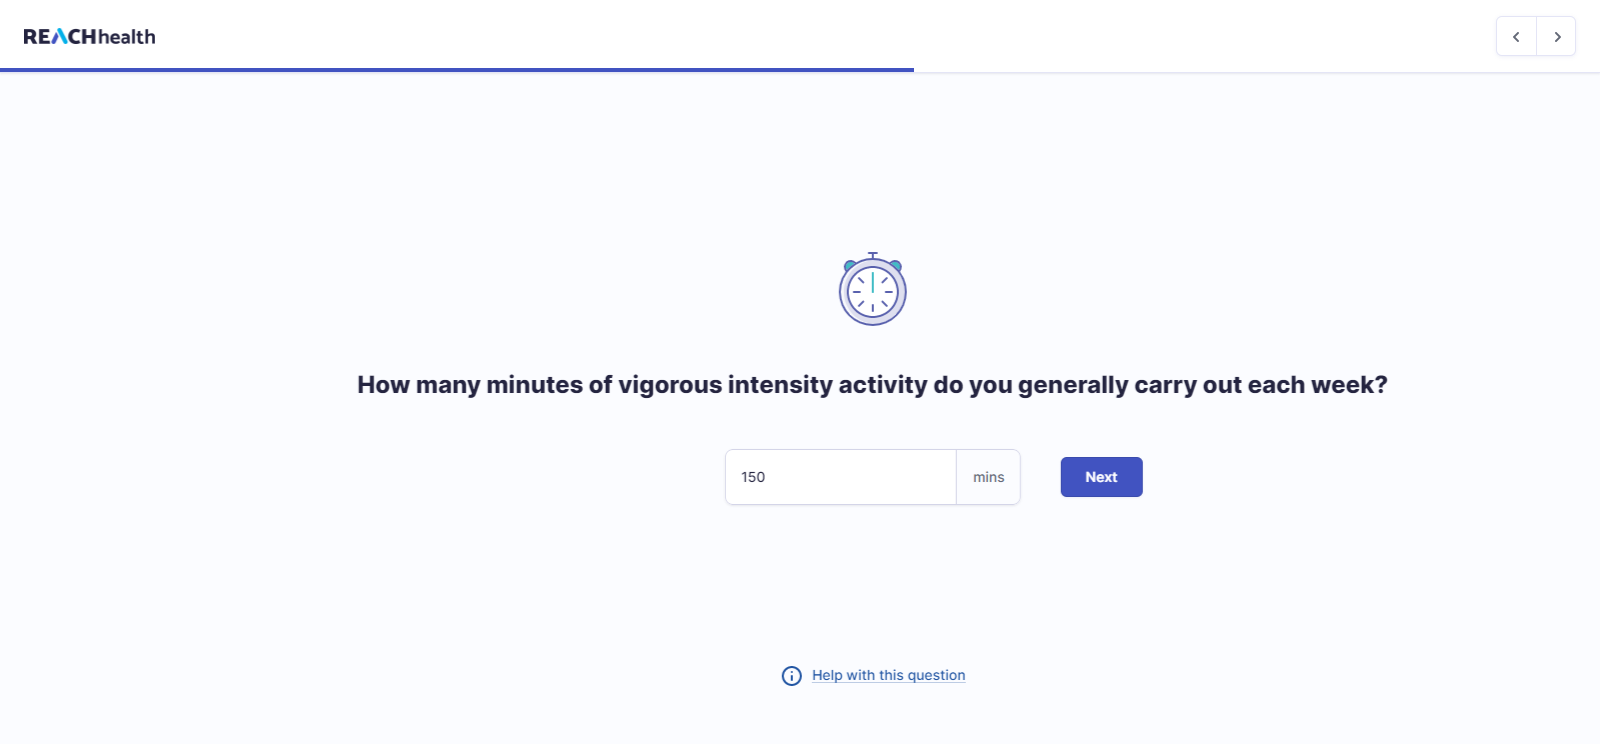 REACHhealth
How many minutes of vigorous intensity activity do you generally carry out each week?
150 mins Next
Help with this question